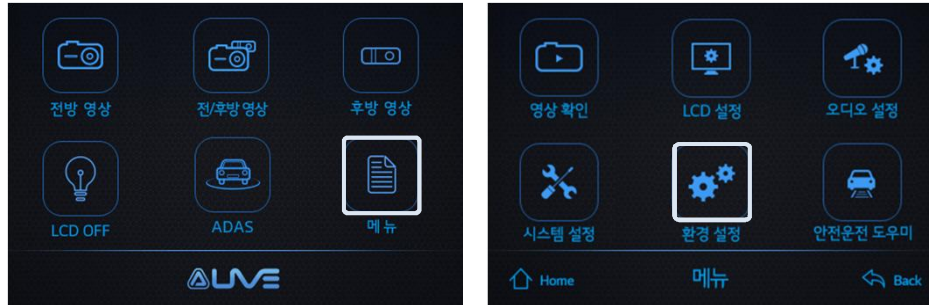 전방 영상
전/후방 영상
후방 영상
LCD OFF
ADAS
메뉴
ALIVE
영상 확인
LCD 설정
오디오 설정
시스템 설정
환경 설정
안전운전 도우미
Home
메뉴
Back